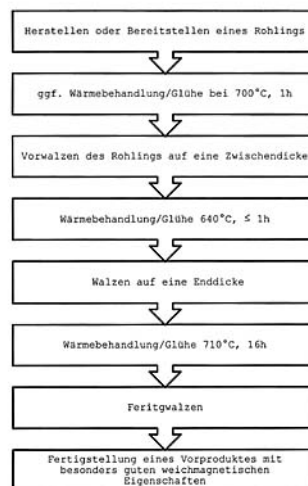 Herstellen oder Bereitstellen eines Rohlings
ggf. Wärmebehandlung/Glühe bei 700°C, 1h
Vorwalzen des Rohlings auf eine Zwischendicke
Wärmebehandlung/Glühe 640°C, ≤ 1h
Walzen auf eine Enddicke
Wärmebehandlung/Glühe 710°C, 16h
Feritgwalzen
Fertigstellung eines Vorproduktes mit
besonders guten weichmagnetischen
Eigenschaften